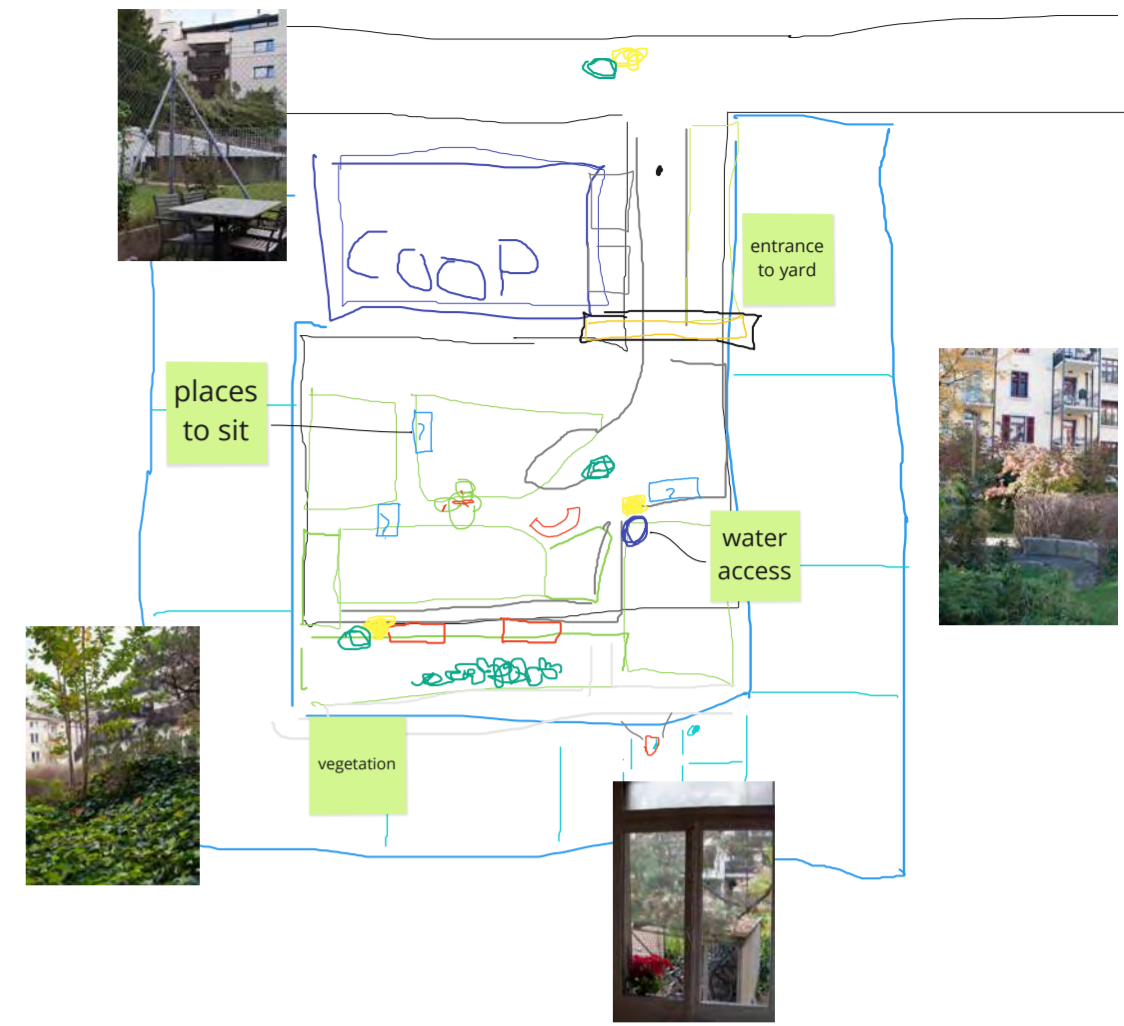 COOP
entrance
to yard
places
to sit
?
?
?
water
access
vegetation